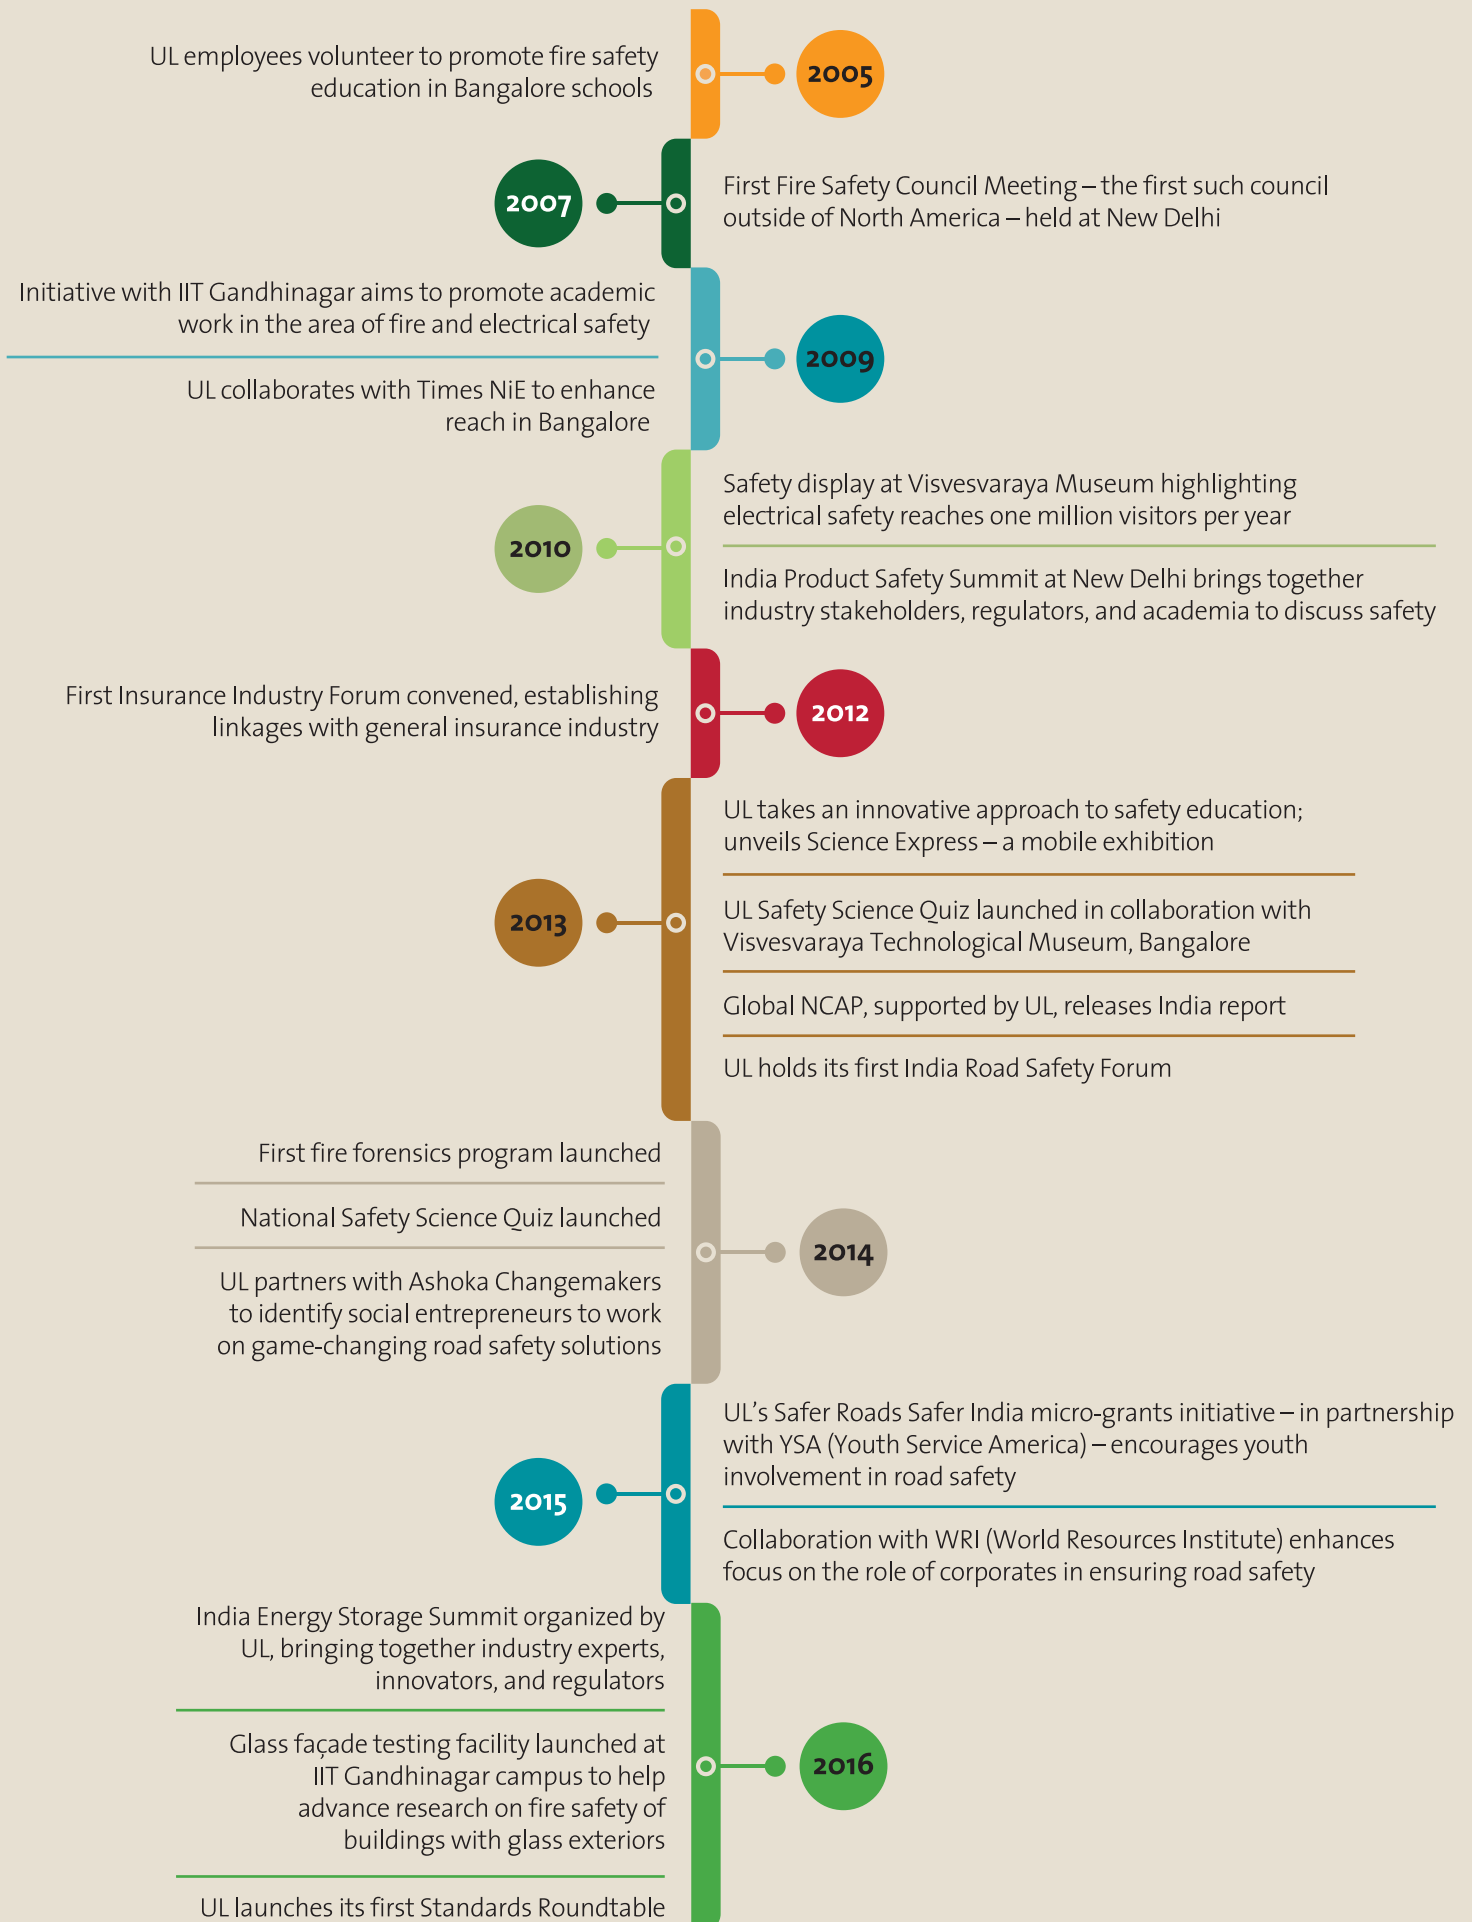 UL employees volunteer to promote fire safety
education in Bangalore schools
2005
2007
First Fire Safety Council Meeting – the first such council
outside of North America – held at New Delhi
Initiative with IIT Gandhinagar aims to promote academic
work in the area of fire and electrical safety
UL collaborates with Times NiE to enhance
reach in Bangalore
2009
2010
Safety display at Visvesvaraya Museum highlighting
electrical safety reaches one million visitors per year
India Product Safety Summit at New Delhi brings together
industry stakeholders, regulators, and academia to discuss safety
First Insurance Industry Forum convened, establishing
linkages with general insurance industry
2012
2013
UL takes an innovative approach to safety education;
unveils Science Express – a mobile exhibition
UL Safety Science Quiz launched in collaboration with
Visvesvaraya Technological Museum, Bangalore
Global NCAP, supported by UL, releases India report
UL holds its first India Road Safety Forum
First fire forensics program launched
National Safety Science Quiz launched
UL partners with Ashoka Changemakers
to identify social entrepreneurs to work
on game-changing road safety solutions
2014
2015
UL's Safer Roads Safer India micro-grants initiative – in partnership
with YSA (Youth Service America) – encourages youth
involvement in road safety
Collaboration with WRI (World Resources Institute) enhances
focus on the role of corporates in ensuring road safety
India Energy Storage Summit organized by
UL, bringing together industry experts,
innovators, and regulators
Glass façade testing facility launched at
IIT Gandhinagar campus to help
advance research on fire safety of
buildings with glass exteriors
UL launches its first Standards Roundtable
2016